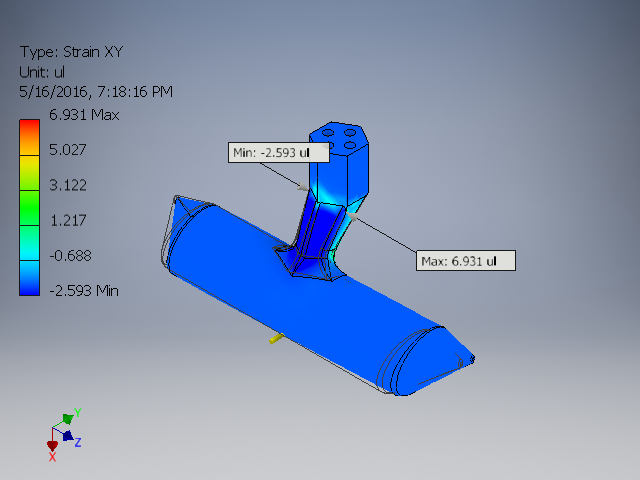 Type: Strain XY
Unit: ul
5/16/2016, 7:18:16 PM
6.931 Max
5.027
3.122
1.217
-0.688
-2.593 Min
Min: -2.593 ul
Max: 6.931 ul
Y
Z
X